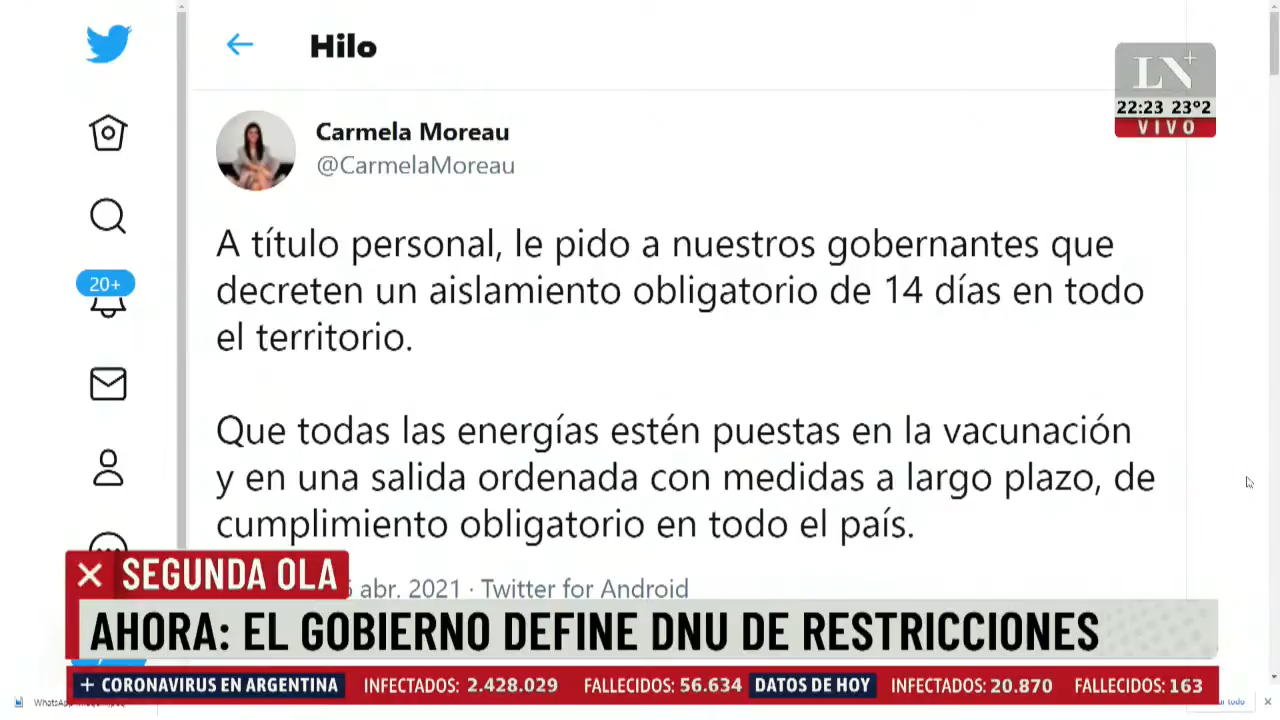 Hilo
LN+
22:23 23º2
VIVO
Carmela Moreau
@CarmelaMoreau
A título personal, le pido a nuestros gobernantes que
decreten un aislamiento obligatorio de 14 días en todo
el territorio.
20+
Que todas las energías estén puestas en la vacunación
y en una salida ordenada con medidas a largo plazo, de
cumplimiento obligatorio en todo el país.
abr. 2021 · Twitter for Android
SEGUNDA OLA
AHORA: EL GOBIERNO DEFINE DNU DE RESTRICCIONES
+ CORONAVIRUS EN ARGENTINA INFECTADOS: 2.428.029 FALLECIDOS: 56.634 DATOS DE HOY INFECTADOS: 20.870 FALLECIDOS: 163
todo